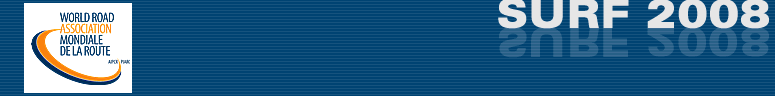 WORLD ROAD
ASSOCIATION
MONDIALE
DE LA ROUTE
AIPCR PIARC
SURF 2008